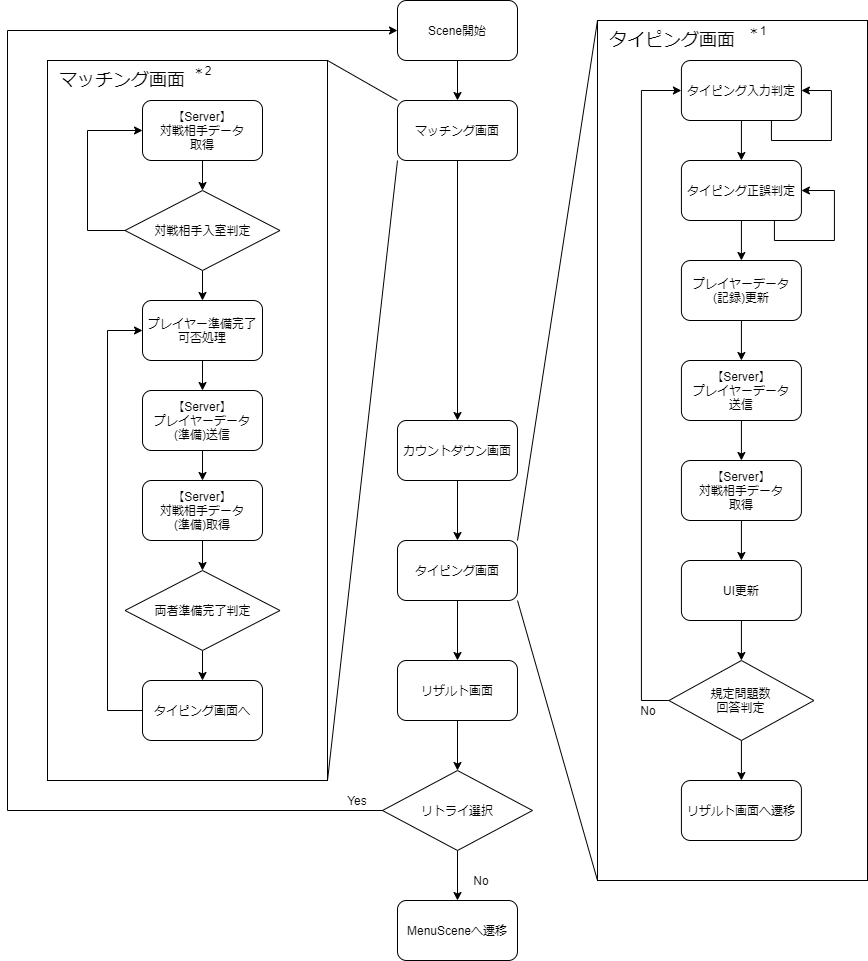 Scene開始
マッチング画面
カウントダウン画面
タイピング画面
リザルト画面
リトライ選択
Yes
No
MenuSceneへ遷移
マッチング画面 *2
【Server】
対戦相手データ
取得
対戦相手入室判定
プレイヤー準備完了
可否処理
【Server】
プレイヤーデータ
(準備)送信
【Server】
対戦相手データ
(準備)取得
両者準備完了判定
タイピング画面へ
タイピング画面 *1
タイピング入力判定
タイピング正誤判定
プレイヤーデータ
(記録)更新
【Server】
プレイヤーデータ
送信
【Server】
対戦相手データ
取得
UI更新
規定問題数
回答判定
No
リザルト画面へ遷移